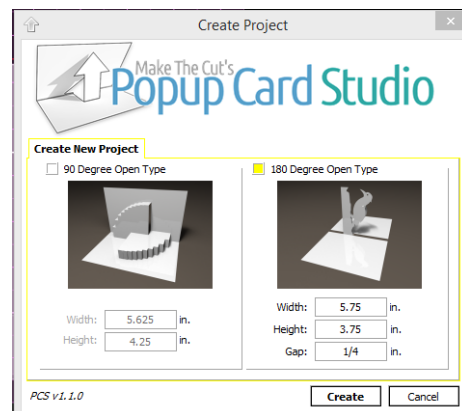 Create Project
Make The Cut's
Popup Card Studio
Create New Project
90 Degree Open Type
Width: 5.625 in.
Height: 4.25 in.
180 Degree Open Type
Width: 5.75 in.
Height: 3.75 in.
Gap: 1/4 in.
PCS v1.1.0
Create Cancel